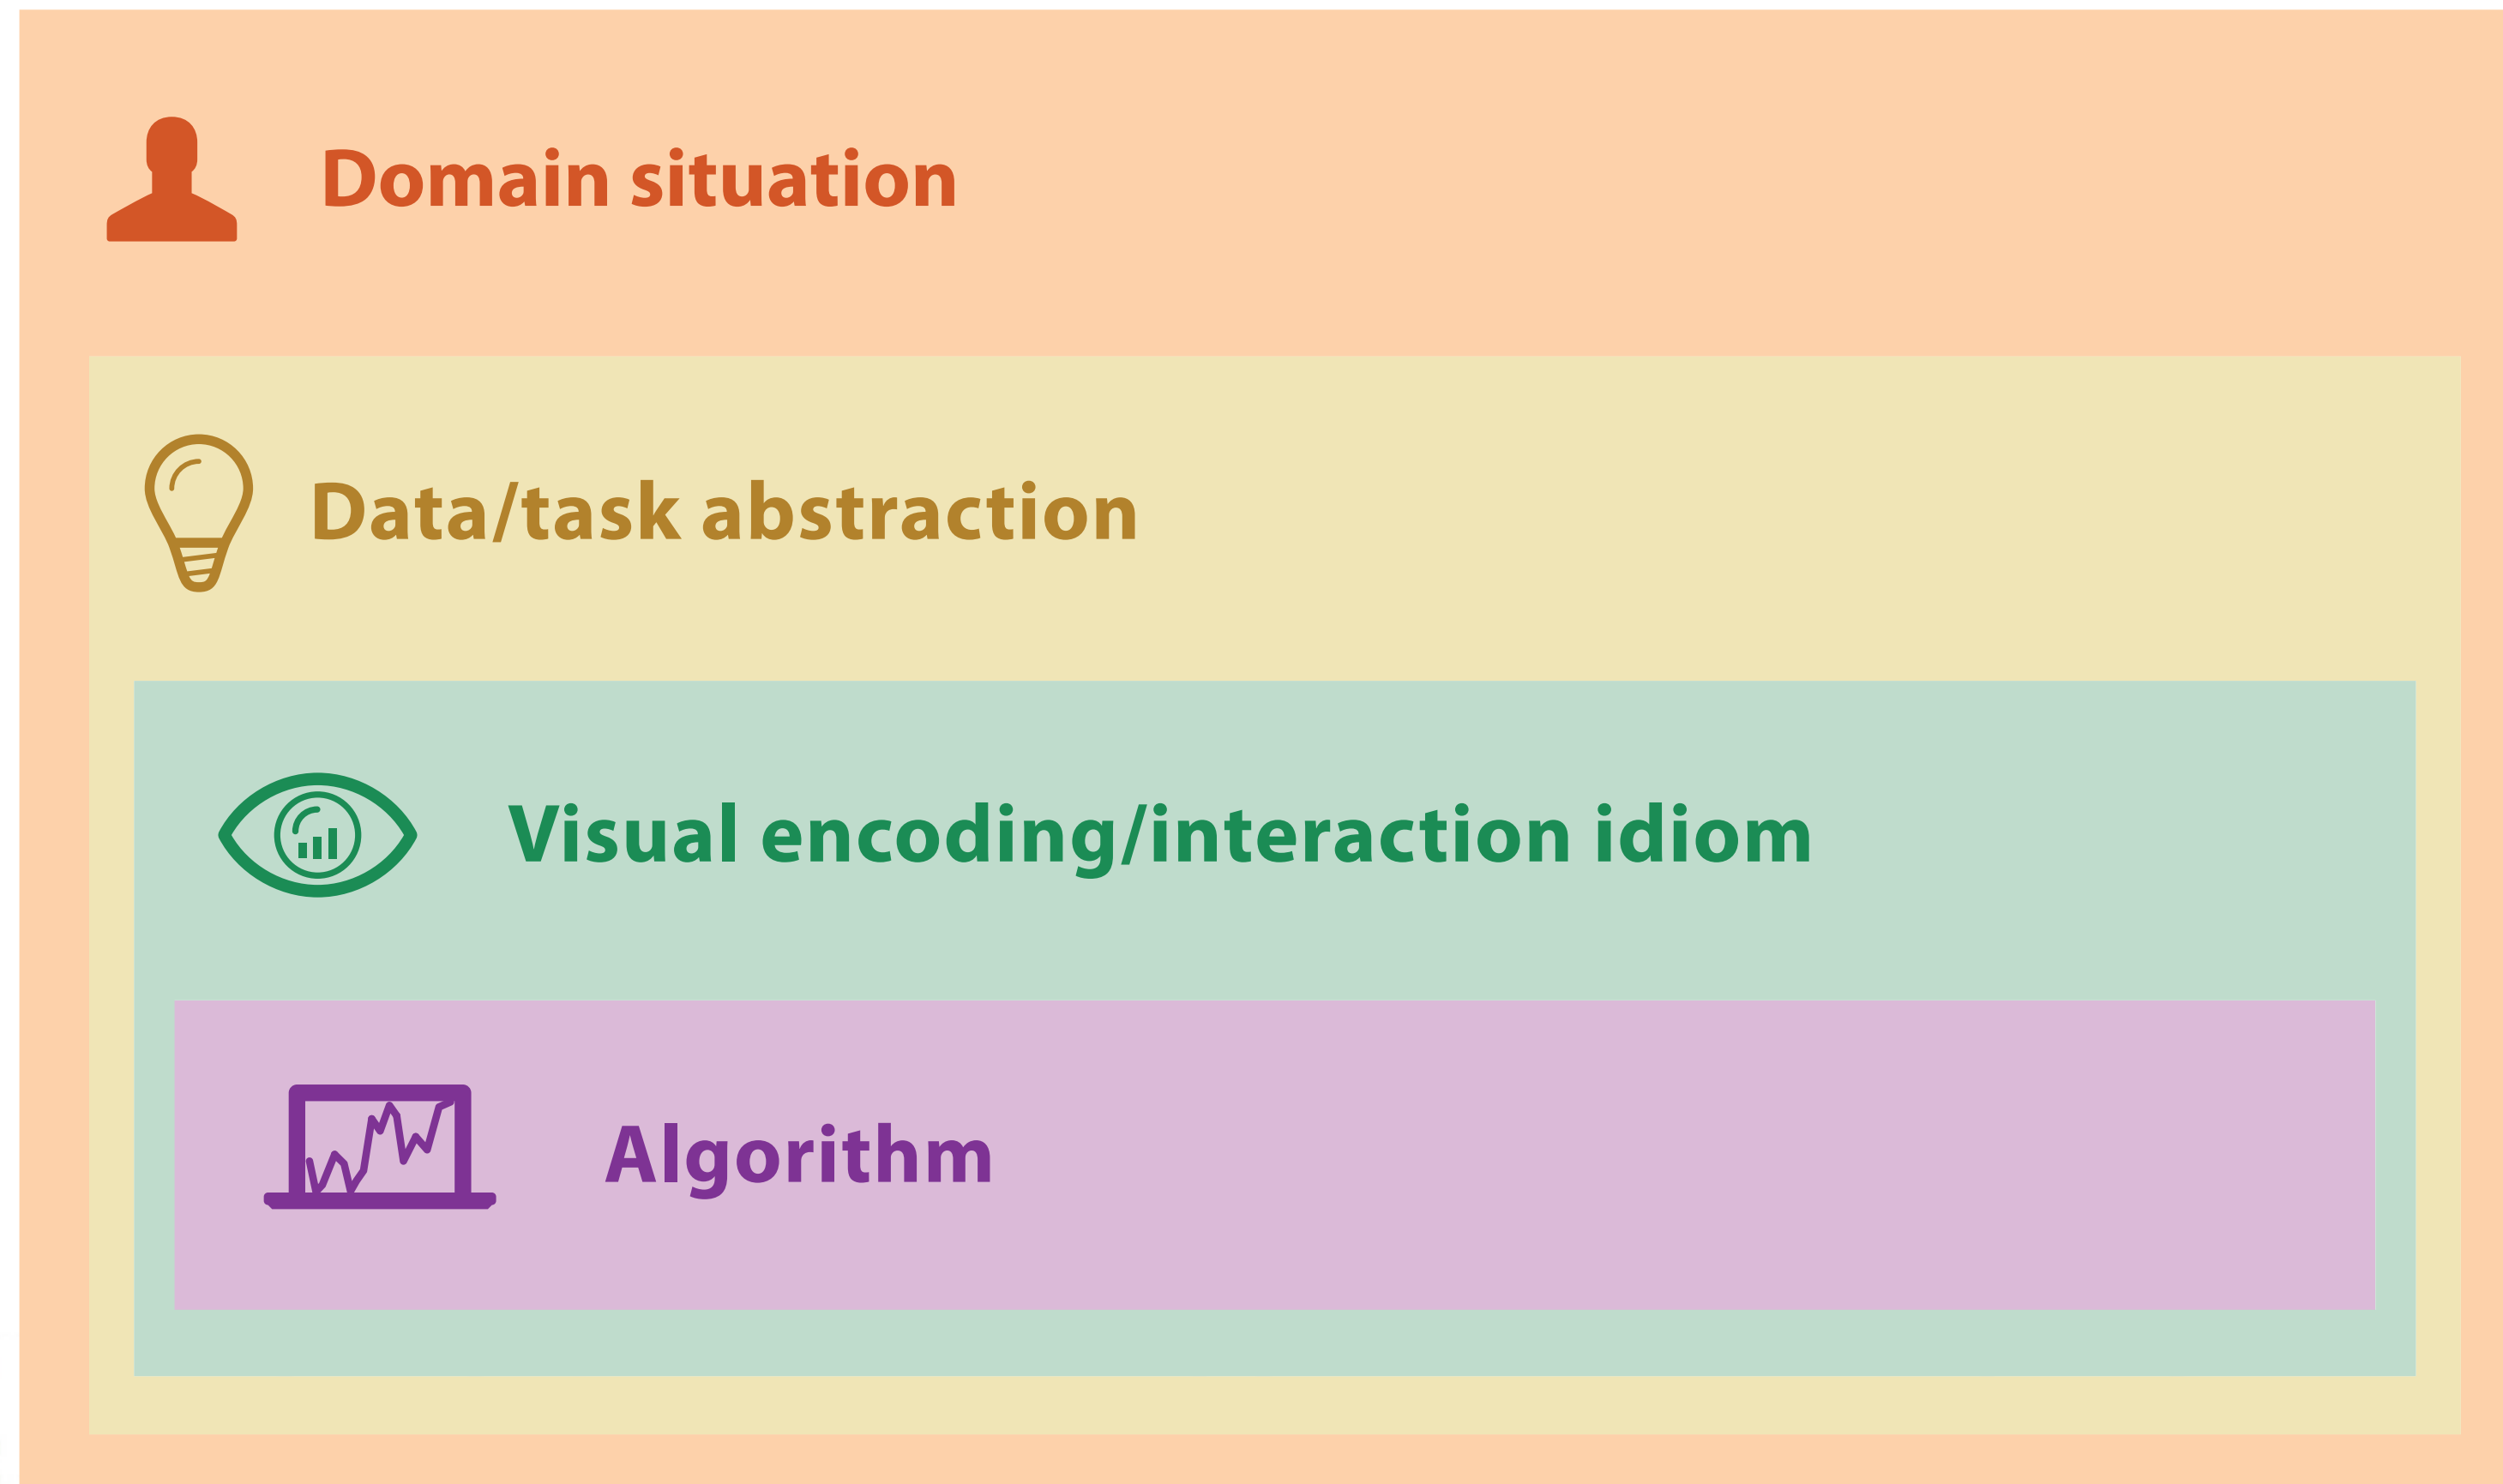 Domain situation
Data/task abstraction
Visual encoding/interaction idiom
Algorithm